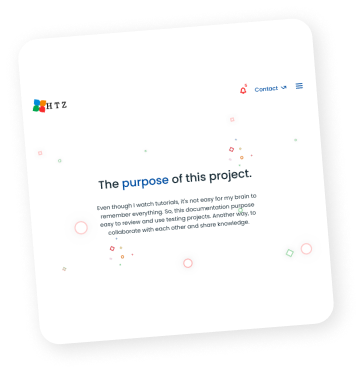 HTZ
Contact
The purpose of this project.
Even though I watch tutorials, it's not easy for my brain to
remember everything. So, this documentation purpose
easy to review and use testing projects. Another way, to
collaborate with each other and share knowledge.